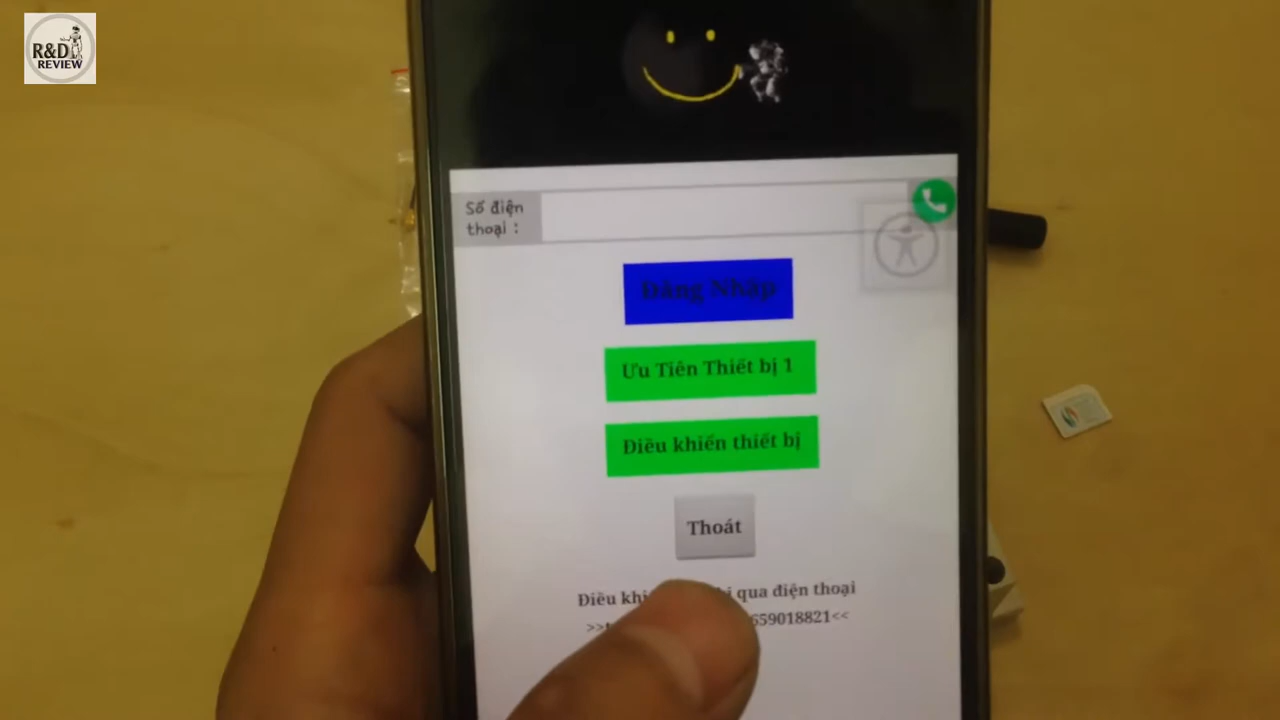 R&D
REVIEW
Số điện
thoại :
Đăng Nhập
Ưu Tiên Thiết bị 1
Điều khiển thiết bị
Thoát
Điều qua điện thoại
659018821<<